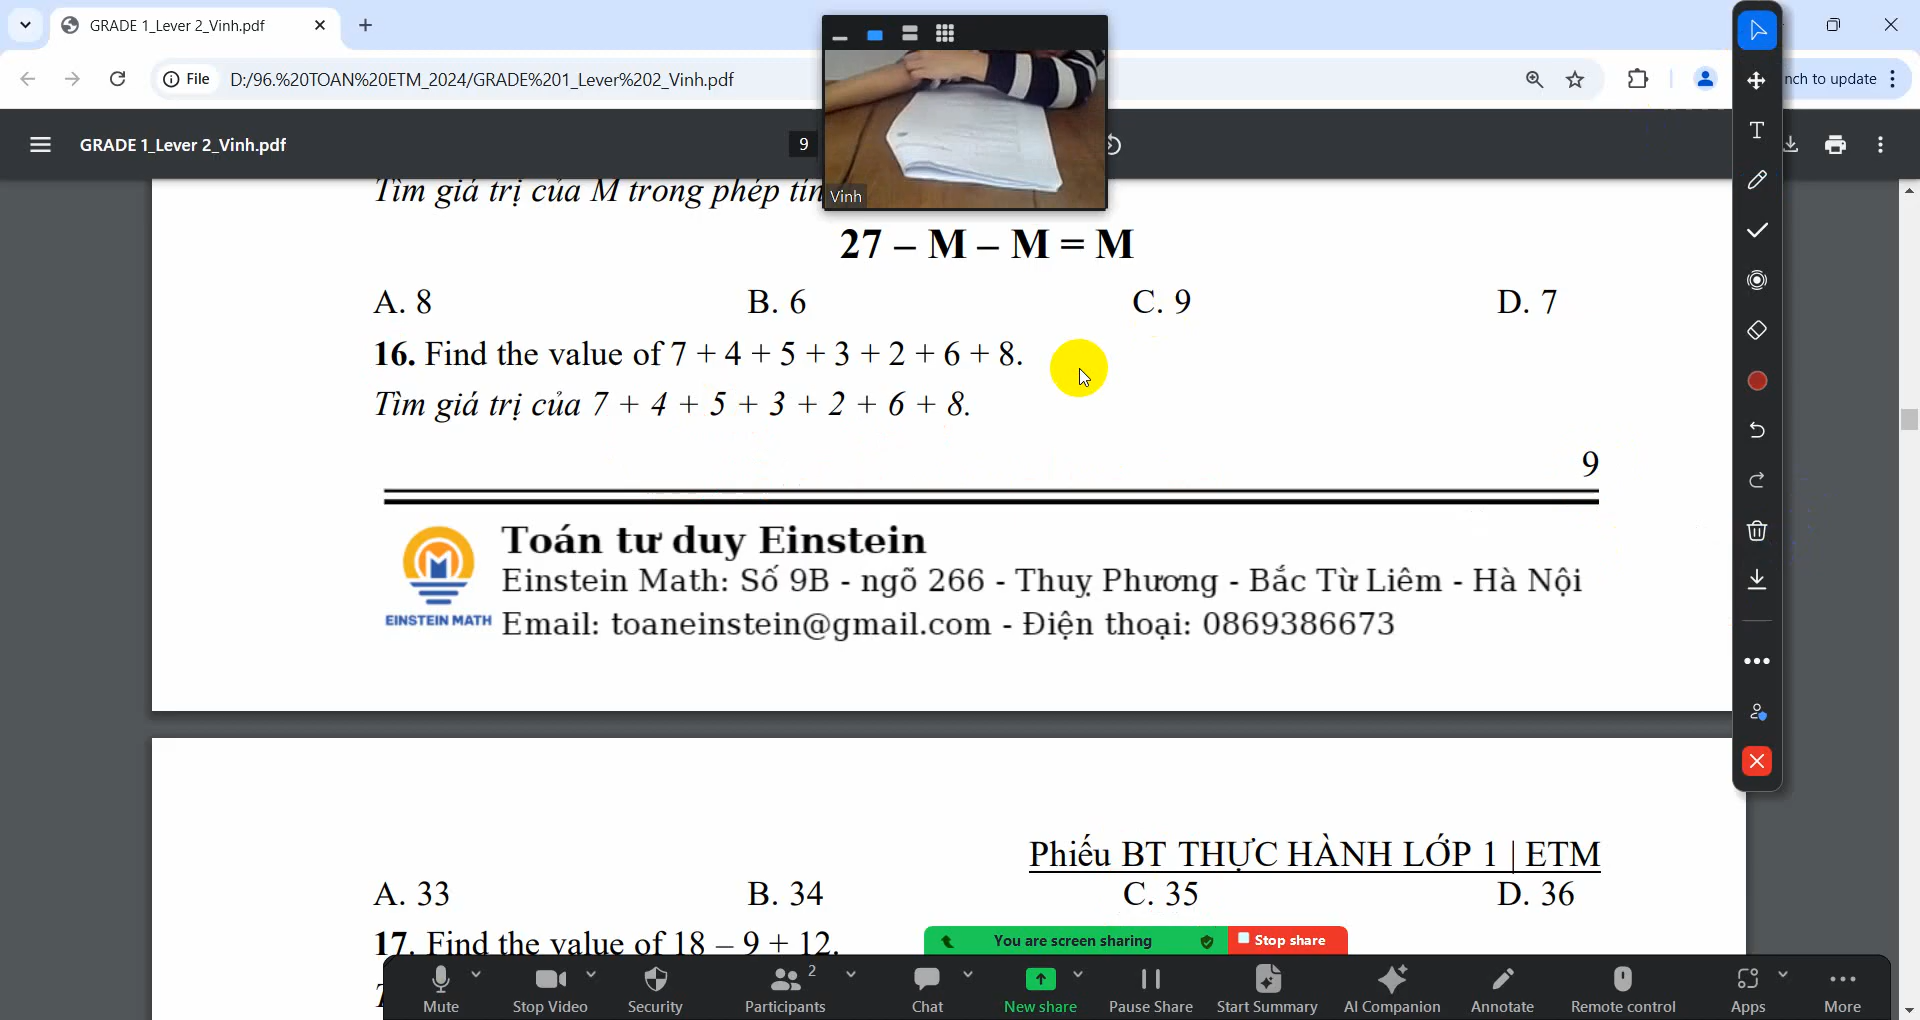 GRADE 1_Lever 2_Vinh.pdf
File
D:/96.%20TOAN%20ETM_2024/GRADE%201_Lever%202_Vinh.pdf
nch to update
GRADE 1_Lever 2_Vinh.pdf
9
Vinh
Tìm giá trị của M trong phép tín
27 – M – M = M
A. 8 B. 6 C. 9 D. 7
16. Find the value of 7 + 4 + 5 + 3 + 2 + 6 + 8.
Tìm giá trị của 7 + 4 + 5 + 3 + 2 + 6 + 8.
9
Toán tư duy Einstein
Einstein Math: Số 9B - ngõ 266 - Thuỵ Phương - Bắc Từ Liêm - Hà Nội
EINSTEIN MATH
Email: toaneinstein@gmail.com - Điện thoại: 0869386673
Phiếu BT THỰC HÀNH LỚP 1 | ETM
A. 33 B. 34 C. 35 D. 36
17. Find the value of 18 – 9 + 12.
You are screen sharing
Stop share
Mute
Stop Video
Security
Participants
2
Chat
New share
Pause Share
Start Summary
AI Companion
Annotate
Remote control
Apps
More